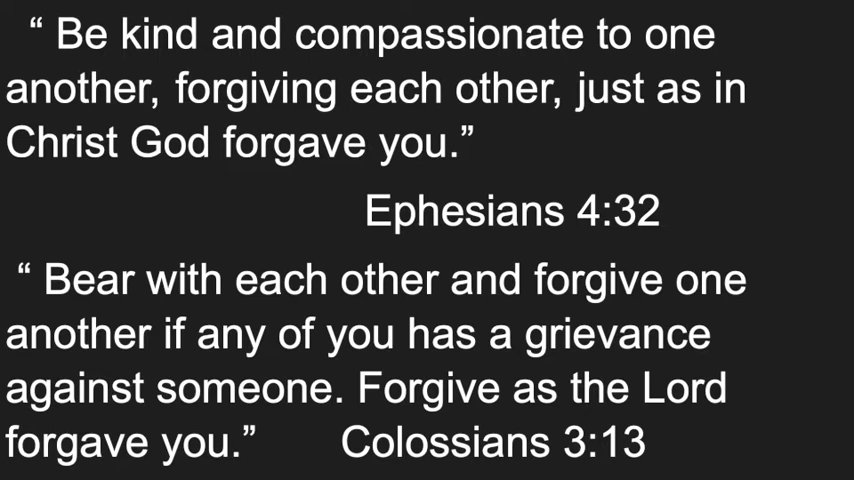 “ Be kind and compassionate to one
another, forgiving each other, just as in
Christ God forgave you.”
Ephesians 4:32
“ Bear with each other and forgive one
another if any of you has a grievance
against someone. Forgive as the Lord
forgave you.” Colossians 3:13